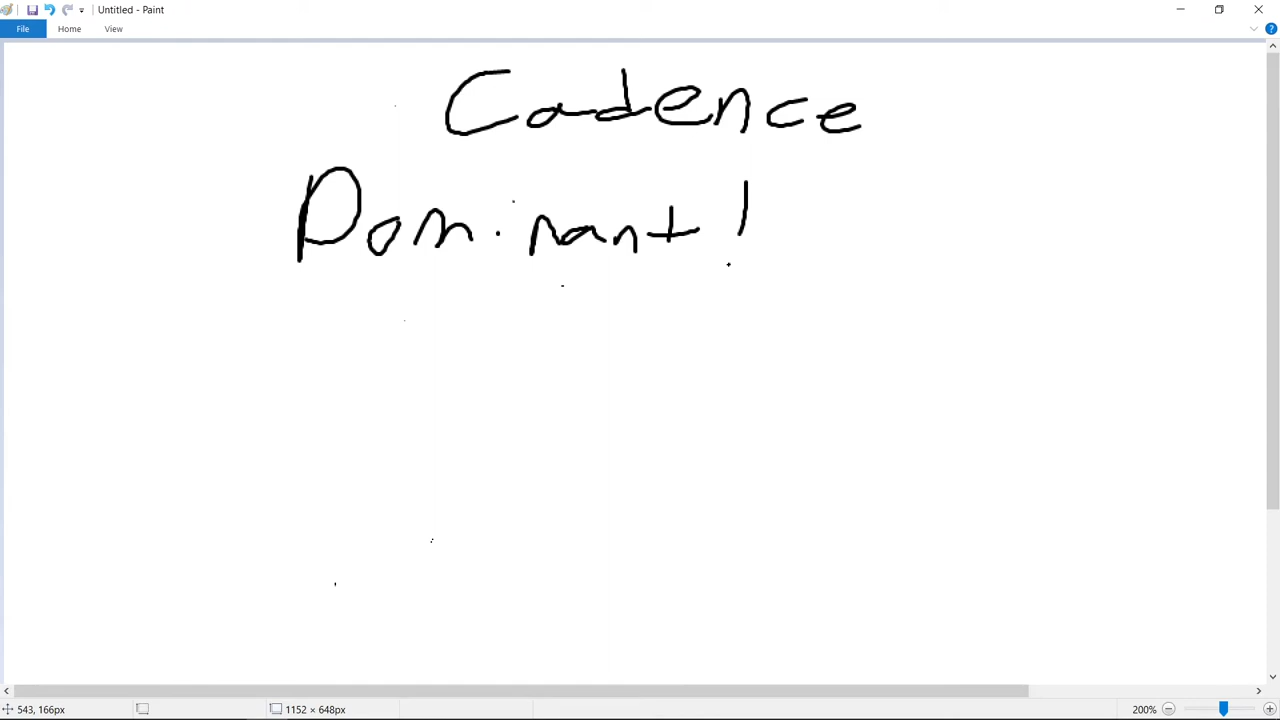 Untitled - Paint
File Home View
Cadence
Dominant!
543, 166px 1152 × 648px 200%